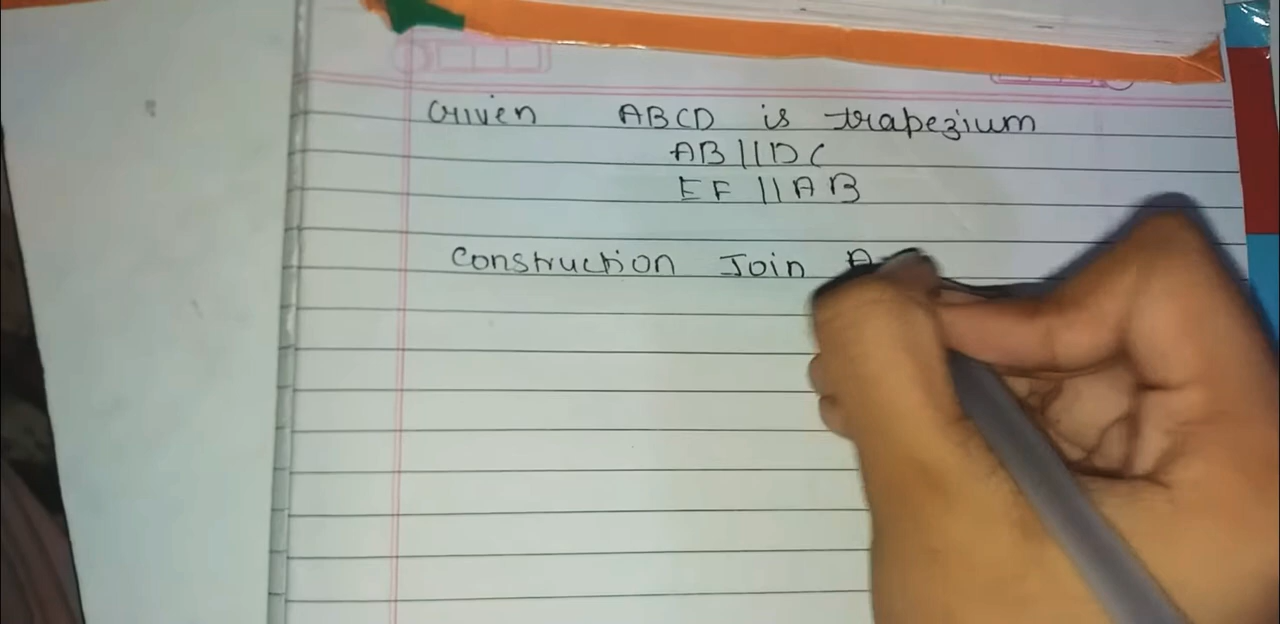 Given ABCD is trapezium
AB || DC
EF || AB
Construction Join A